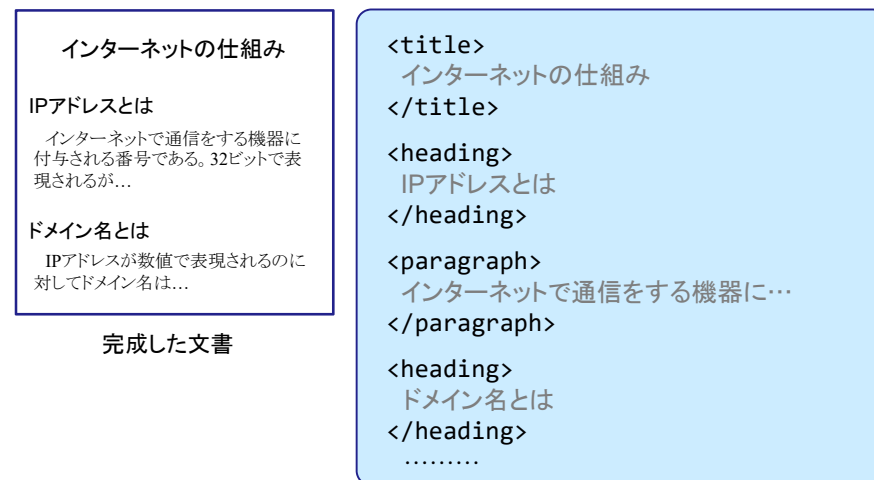 インターネットの仕組み
IPアドレスとは
インターネットで通信をする機器に
付与される番号である。32ビットで表
現されるが…
ドメイン名とは
IPアドレスが数値で表現されるのに
対してドメイン名は…
完成した文書
<title>
インターネットの仕組み
</title>
<heading>
IPアドレスとは
</heading>
<paragraph>
インターネットで通信をする機器に…
</paragraph>
<heading>
ドメイン名とは
</heading>
………